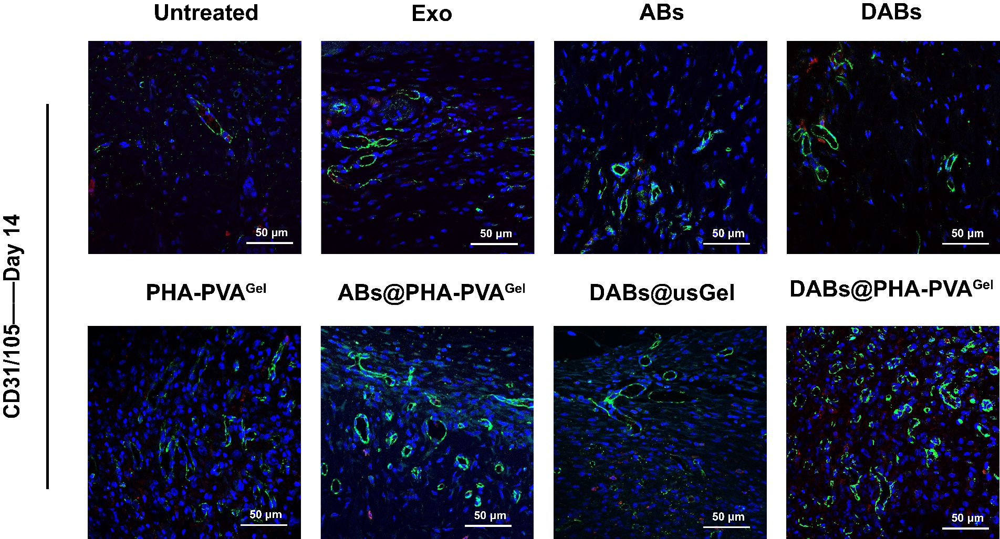 Untreated
Exo
ABs
DABs
50 µm
50 µm
50 µm
50 µm
CD31/105——Day 14
PHA-PVA^Gel
ABs@PHA-PVA^Gel
DABs@usGel
DABs@PHA-PVA^Gel
50 µm
50 µm
50 µm
50 µm